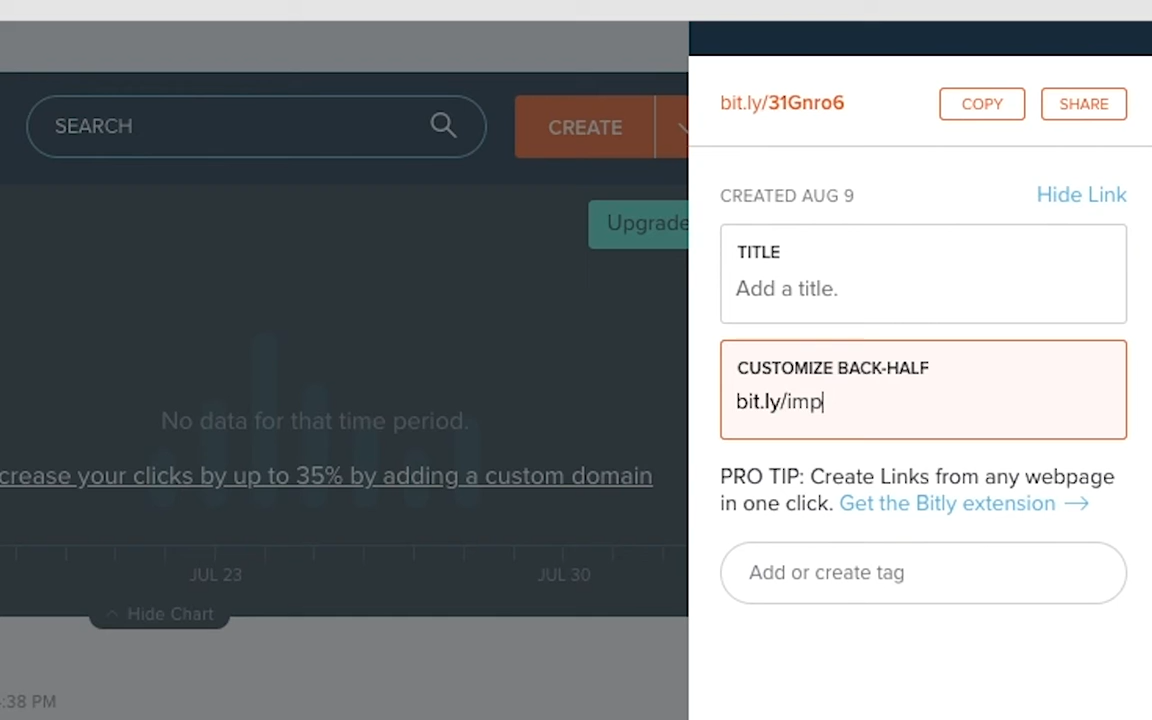 SEARCH
CREATE
Upgrade
No data for that time period.
crease your clicks by up to 35% by adding a custom domain
JUL 23
JUL 30
Hide Chart
:38 PM
bit.ly/31Gnro6
COPY
SHARE
CREATED AUG 9
Hide Link
TITLE
Add a title.
CUSTOMIZE BACK-HALF
bit.ly/imp
PRO TIP: Create Links from any webpage
in one click. Get the Bitly extension →
Add or create tag